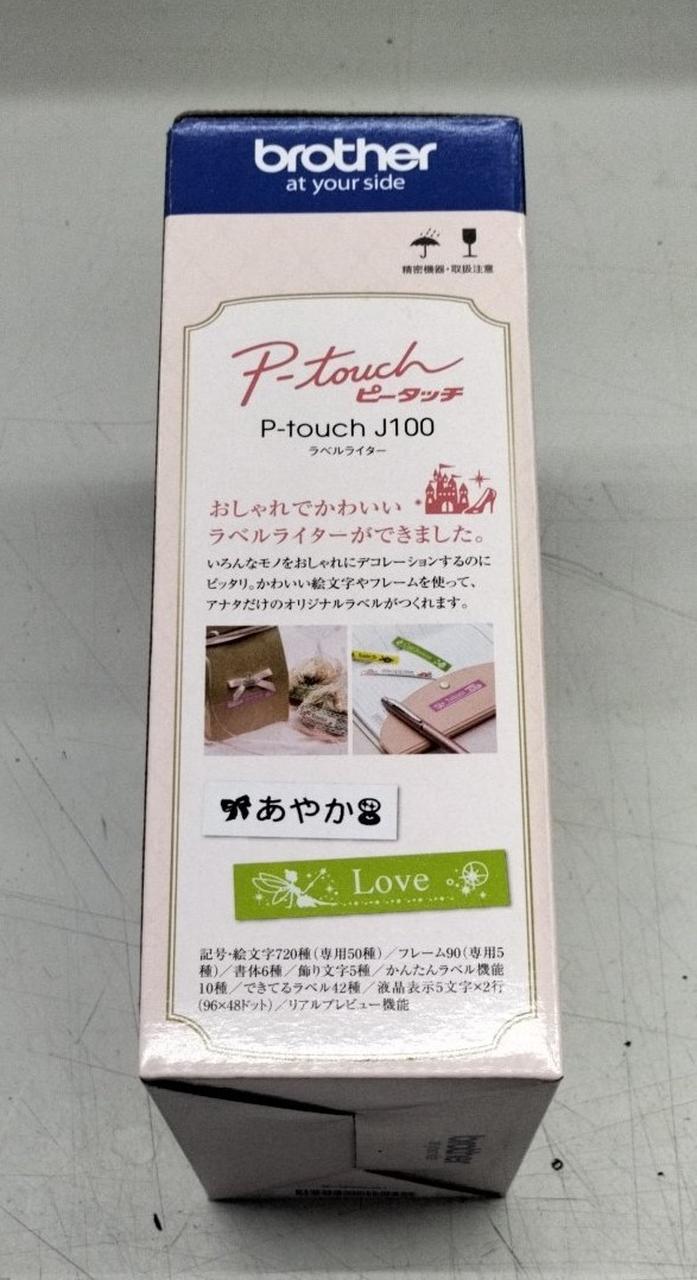 brother
at your side
精密機器・取扱注意
P-touch
ピータッチ
P-touch J100
ラベルライター
おしゃれでかわいい
ラベルライターができました。
いろんなモノをおしゃれにデコレーションするのに
ピッタリ。かわいい絵文字やフレームを使って、
アナタだけのオリジナルラベルがつくれます。
あやか
Love
記号・絵文字720種(専用50種)／フレーム90(専用5
種)／書体6種／飾り文字5種／かんたんラベル機能
10種／できてるラベル42種／液晶表示5文字×2行
(96×48ドット)／リアルプレビュー機能
brother